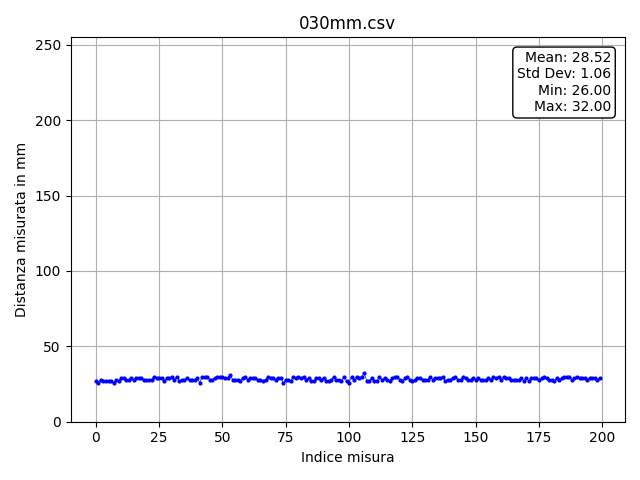 030mm.csv
Mean: 28.52
Std Dev: 1.06
Min: 26.00
Max: 32.00
250
200
150
100
50
0
Distanza misurata in mm
0 25 50 75 100 125 150 175 200
Indice misura